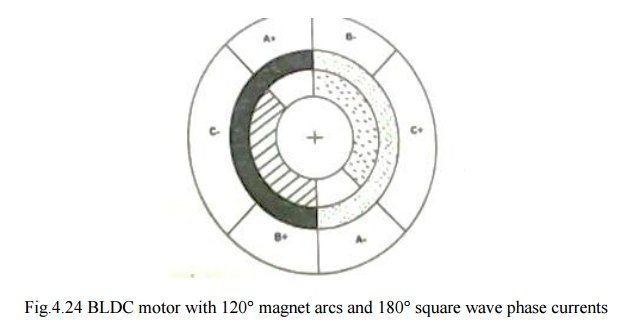 A+ B-
C- C+
B+ A-
Fig.4.24 BLDC motor with 120° magnet arcs and 180° square wave phase currents